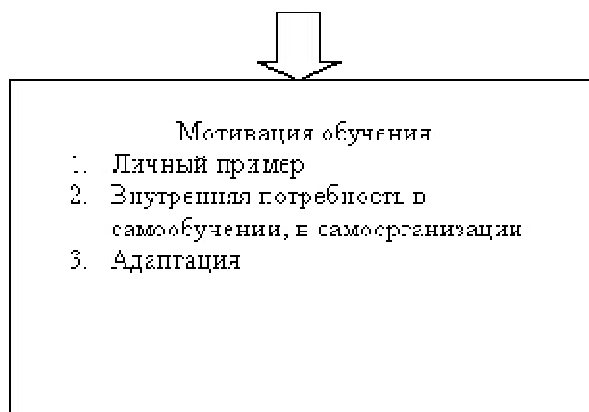 Мотивация обучения
1. Личный пример
2. Внутренняя потребность в
самообучении, в самоорганизации
3. Адаптация